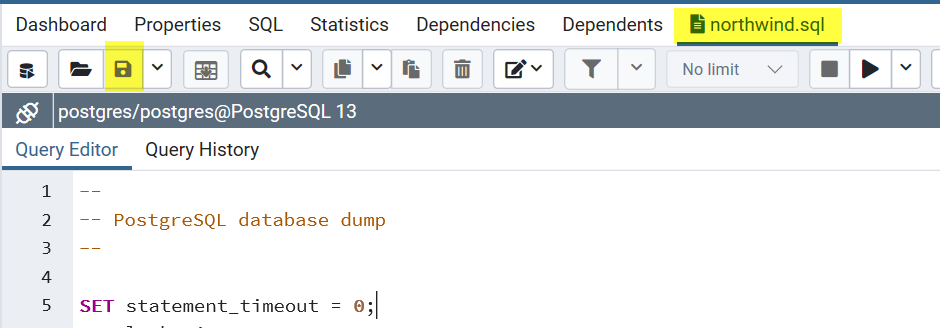 Dashboard Properties SQL Statistics Dependencies Dependents northwind.sql
No limit
postgres/postgres@PostgreSQL 13
Query Editor Query History
1 --
2 -- PostgreSQL database dump
3 --
4
5 SET statement_timeout = 0;